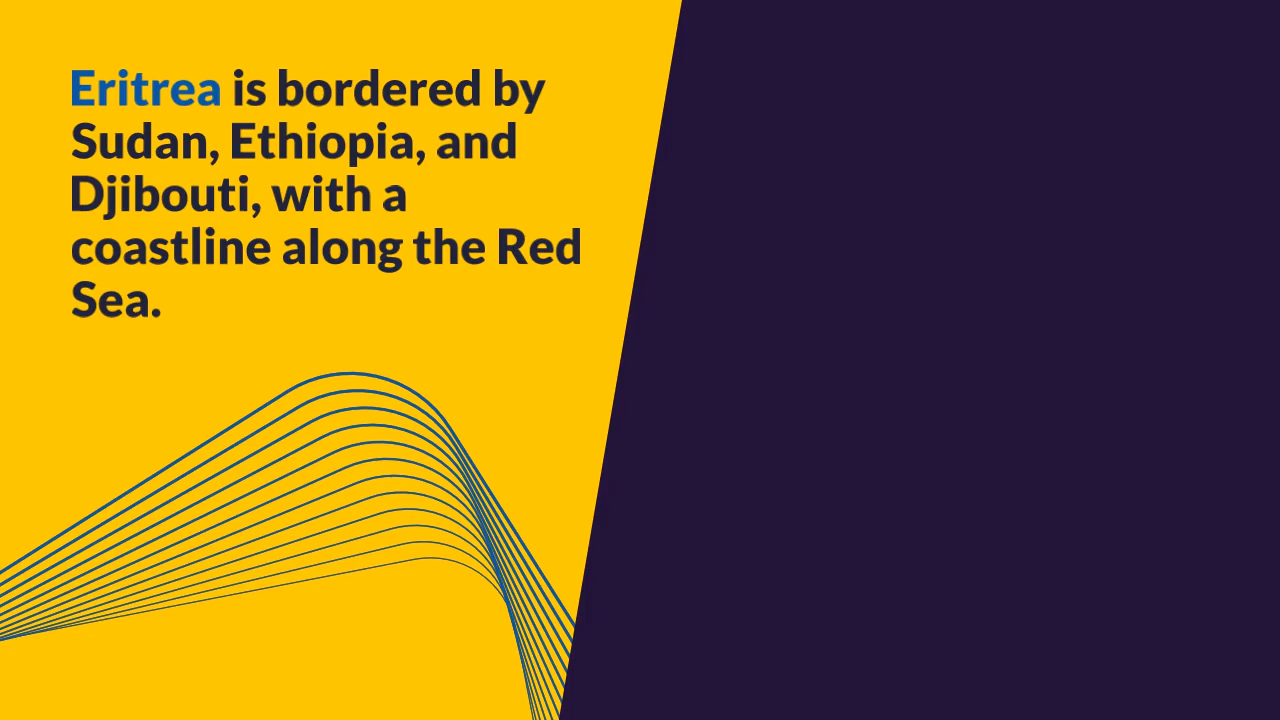 Eritrea is bordered by
Sudan, Ethiopia, and
Djibouti, with a
coastline along the Red
Sea.